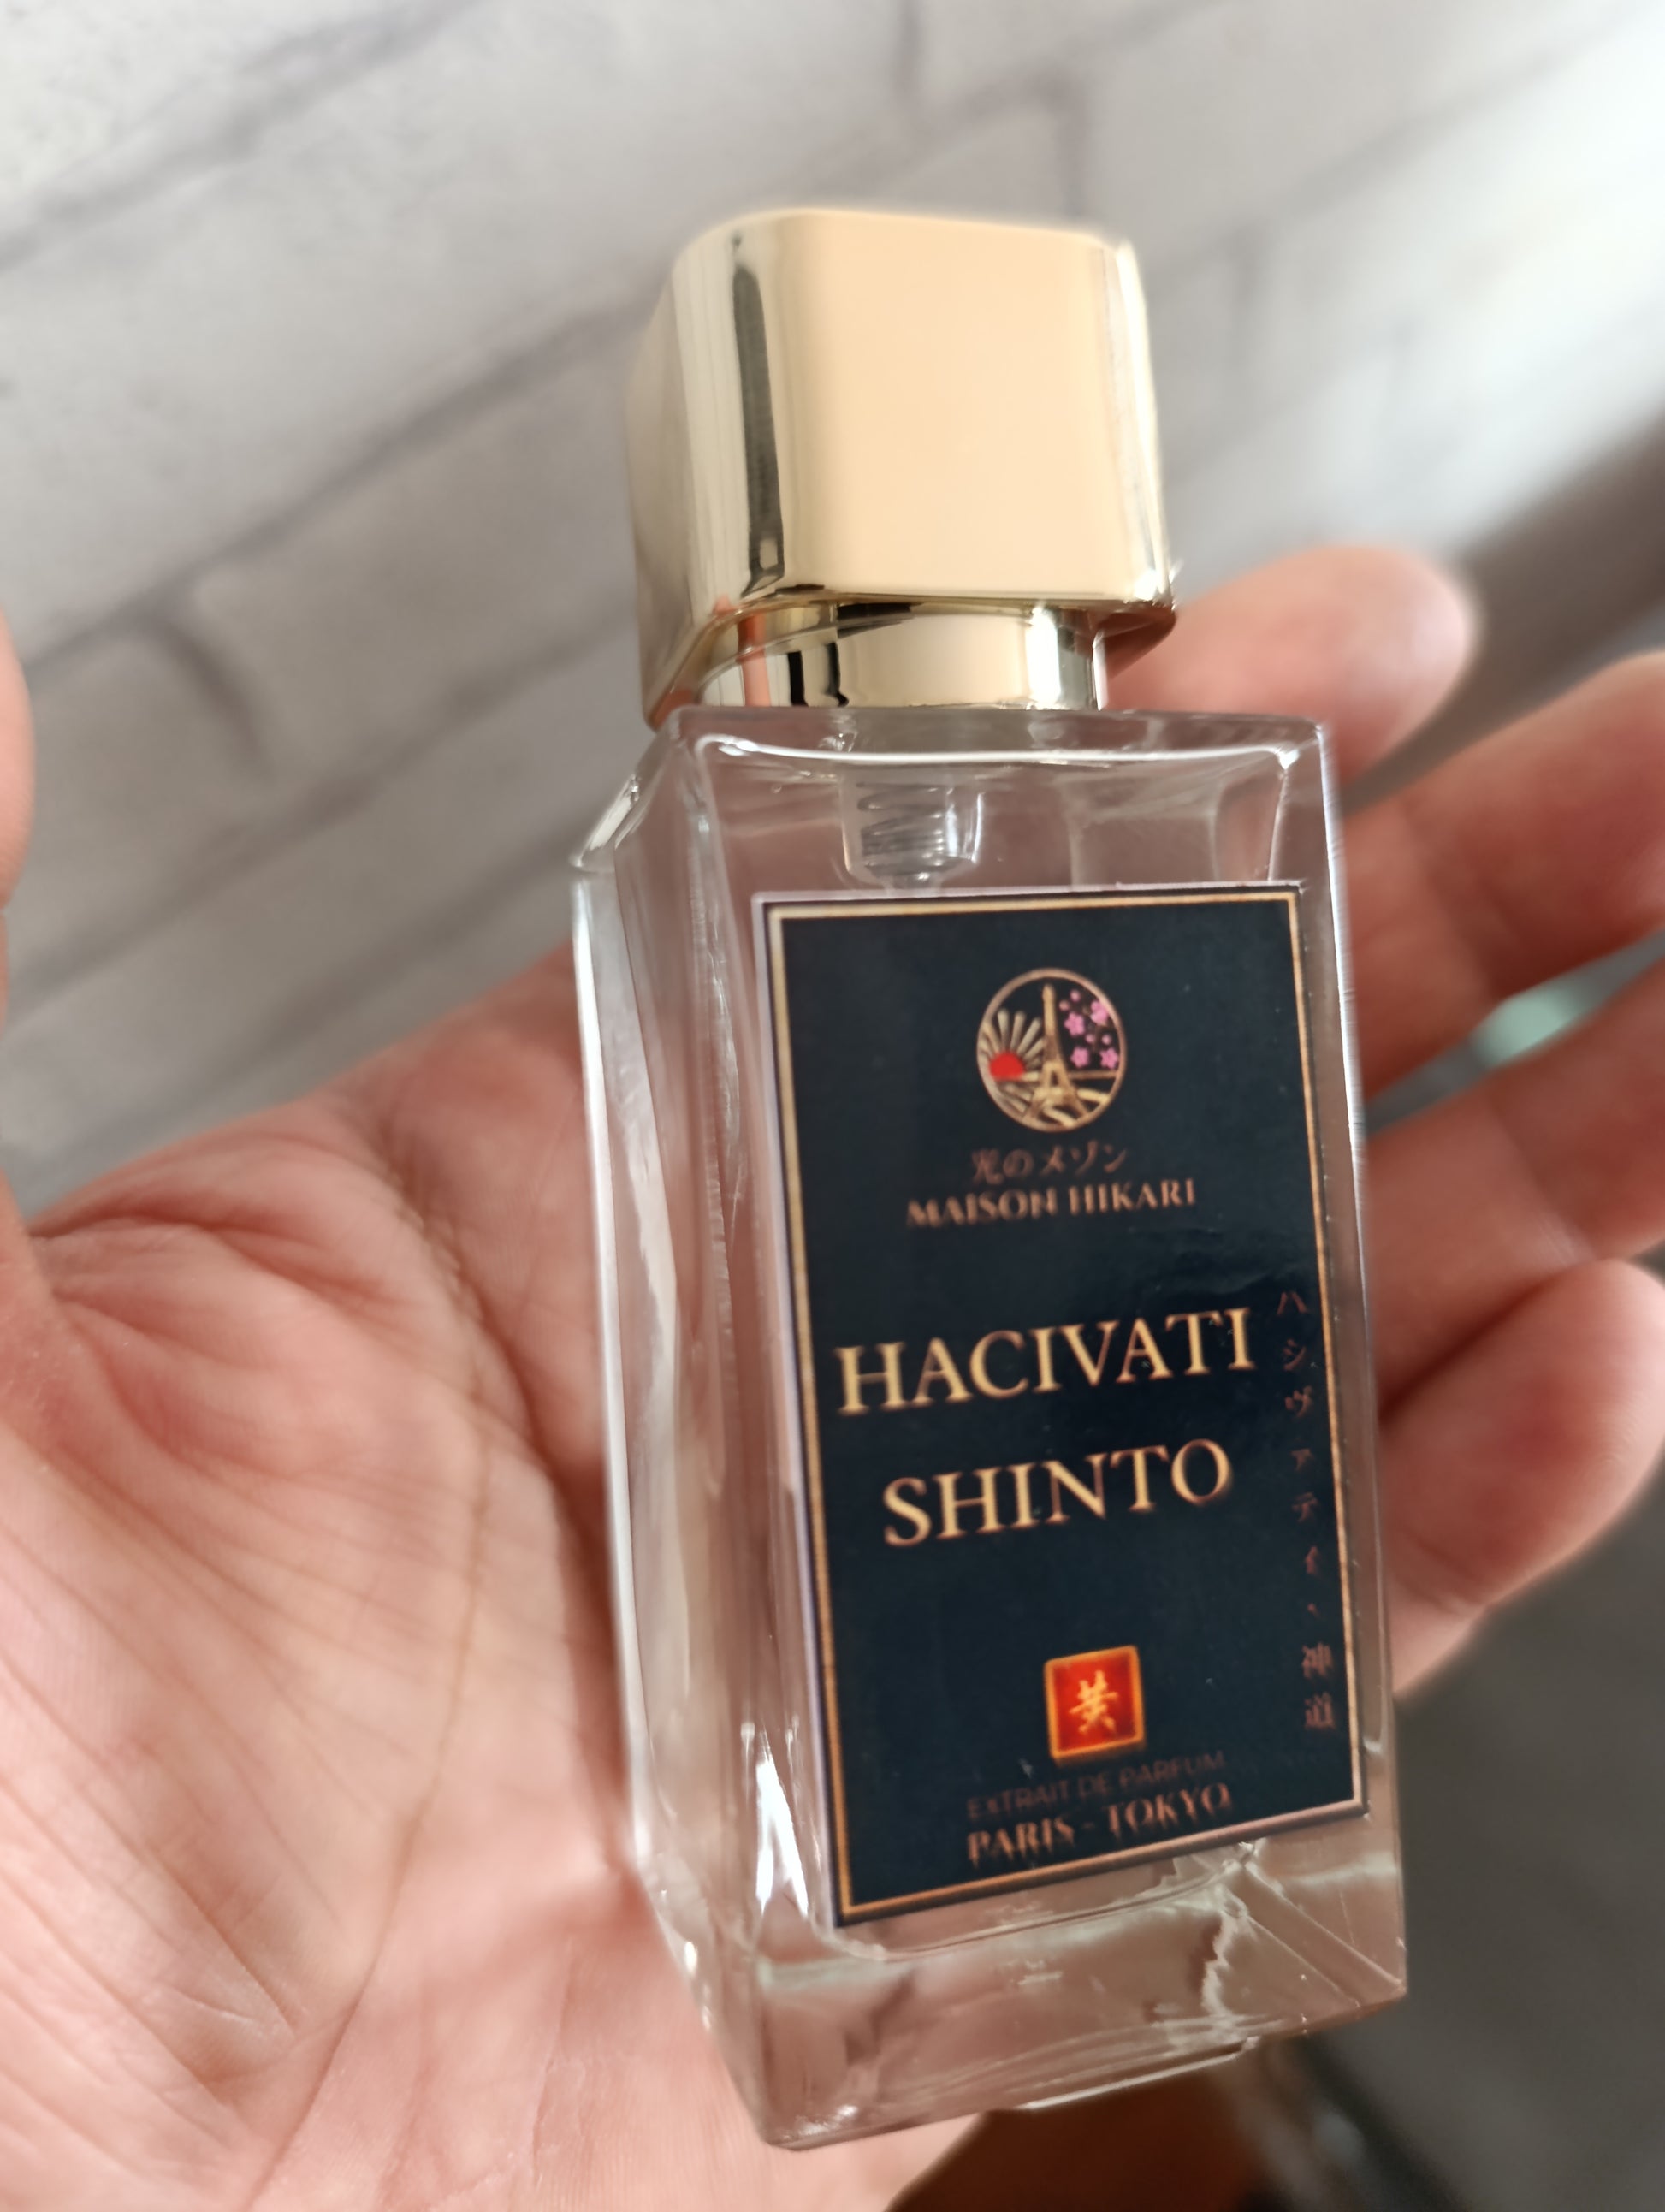 光のメゾン
MAISON HIKARI
HACIVATI
SHINTO
ハシヴァティ、神道
黄
EXTRAIT DE PARFUM
PARIS - TOKYO